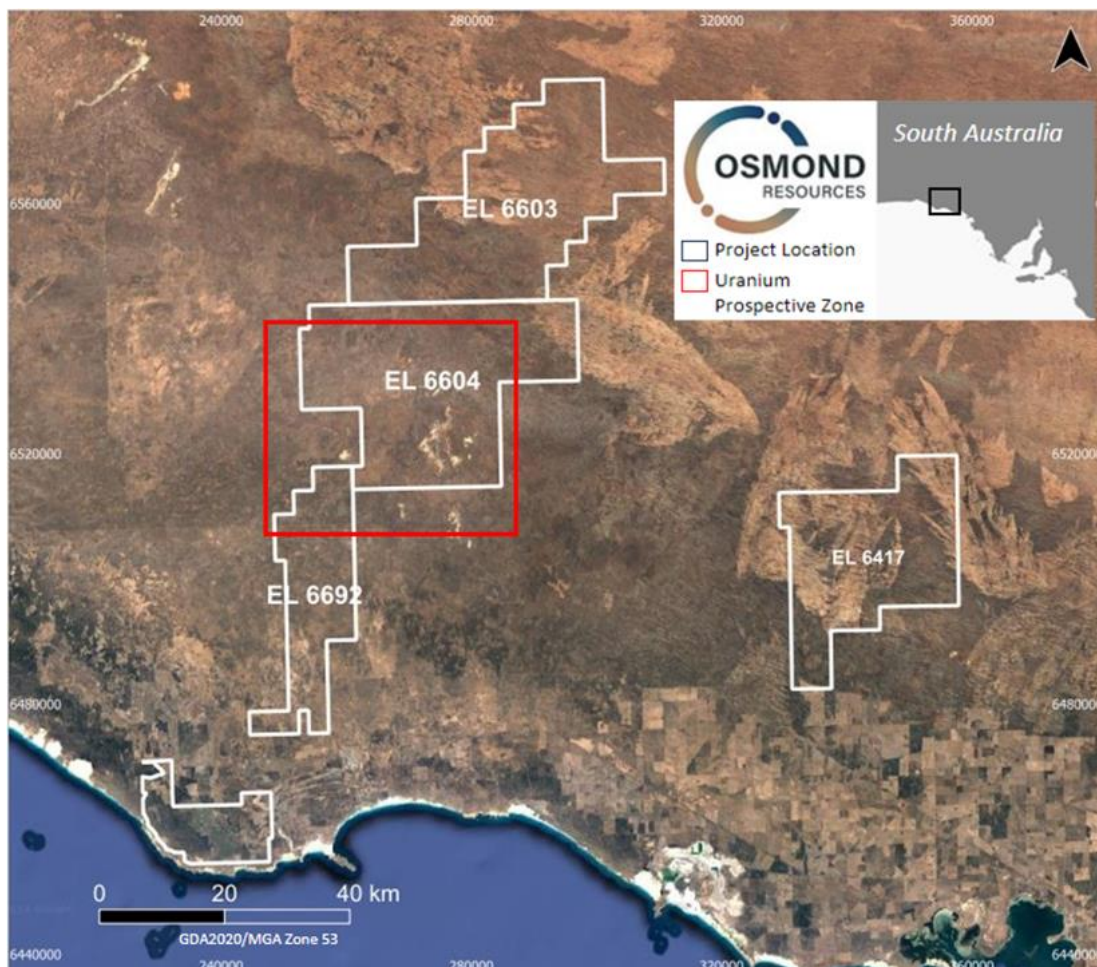 240000
280000
320000
360000
OSMOND
RESOURCES
South Australia
Project Location
Uranium
Prospective Zone
6560000
6560000
EL 6603
EL 6604
6520000
6520000
EL 6417
EL 6692
6480000
6480000
0 20 40 km
GDA2020/MGA Zone 53
6440000
6440000
240000
280000
320000
360000